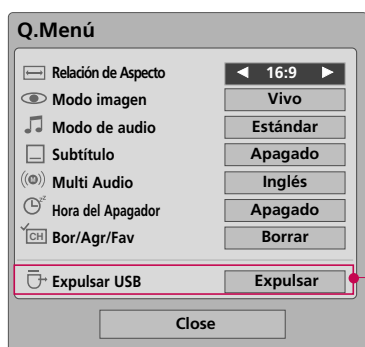 Q.Menú
Relación de Aspecto ◀ 16:9 ▶
Modo imagen Vivo
Modo de audio Estándar
Subtítulo Apagado
Multi Audio Inglés
Hora del Apagador Apagado
CH Bor/Agr/Fav Borrar
Expulsar USB Expulsar
Close